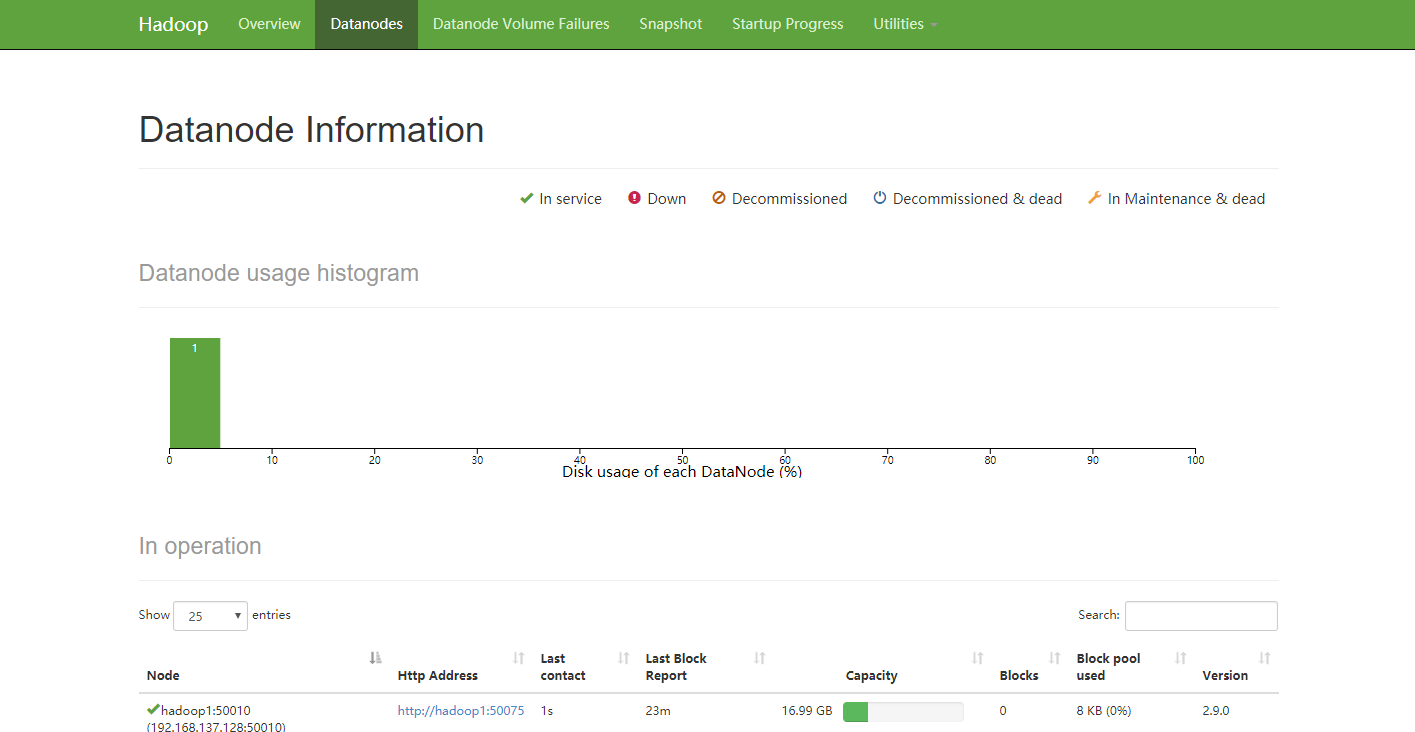 Hadoop Overview Datanodes Datanode Volume Failures Snapshot Startup Progress Utilities
Datanode Information
In service Down Decommissioned Decommissioned & dead In Maintenance & dead
Datanode usage histogram
1
0 10 20 30 40 50 60 70 80 90 100
Disk usage of each DataNode (%)
In operation
Show 25 entries Search:
Node Http Address Last contact Last Block Report Capacity Blocks Block pool used Version
hadoop1:50010 http://hadoop1:50075 1s 23m 16.99 GB 0 8 KB (0%) 2.9.0
(192.168.137.128:50010)